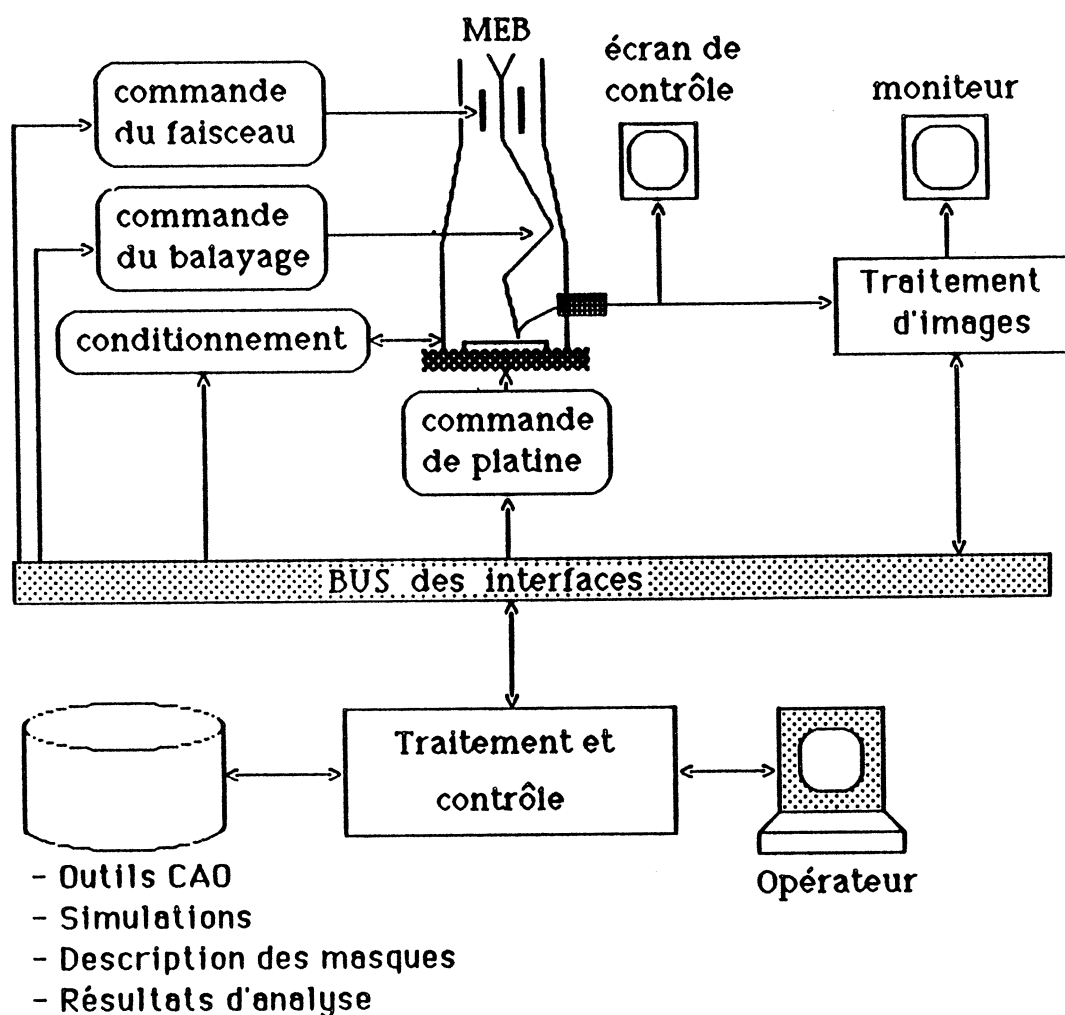 MEB
écran de
contrôle
moniteur
commande
du faisceau
commande
du balayage
conditionnement
Traitement
d'images
commande
de platine
BUS des interfaces
Traitement et
contrôle
Opérateur
- Outils CAO
- Simulations
- Description des masques
- Résultats d'analyse